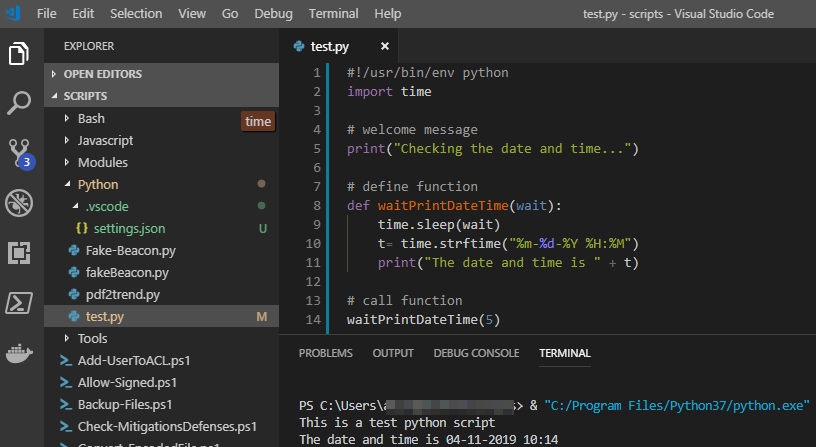 File Edit Selection View Go Debug Terminal Help test.py - scripts - Visual Studio Code
EXPLORER
OPEN EDITORS
SCRIPTS
Bash
time
Javascript
Modules
Python
.vscode
{} settings.json U
Fake-Beacon.py
fakeBeacon.py
pdf2trend.py
test.py M
Tools
Add-UserToACL.ps1
Allow-Signed.ps1
Backup-Files.ps1
Check-MitigationsDefenses.ps1
Convert-EncodedFile.ps1
3
test.py ×
1 #!/usr/bin/env python
2 import time
3
4 # welcome message
5 print("Checking the date and time...")
6
7 # define function
8 def waitPrintDateTime(wait):
9 time.sleep(wait)
10 t= time.strftime("%m-%d-%Y %H:%M")
11 print("The date and time is " + t)
12
13 # call function
14 waitPrintDateTime(5)
PROBLEMS OUTPUT DEBUG CONSOLE TERMINAL
PS C:\Users\a s> & "C:/Program Files/Python37/python.exe"
This is a test python script
The date and time is 04-11-2019 10:14